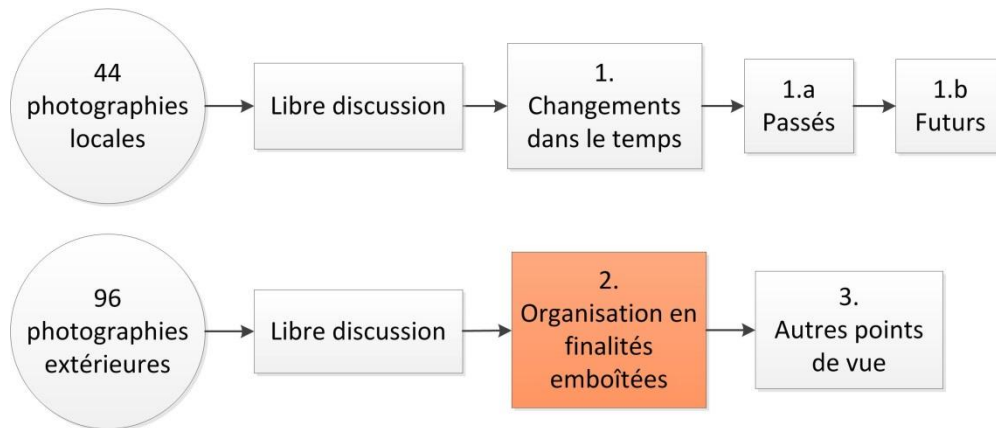 44
photographies
locales
Libre discussion
1.
Changements
dans le temps
1.a
Passés
1.b
Futurs
96
photographies
extérieures
Libre discussion
2.
Organisation en
finalités
emboîtées
3.
Autres points
de vue